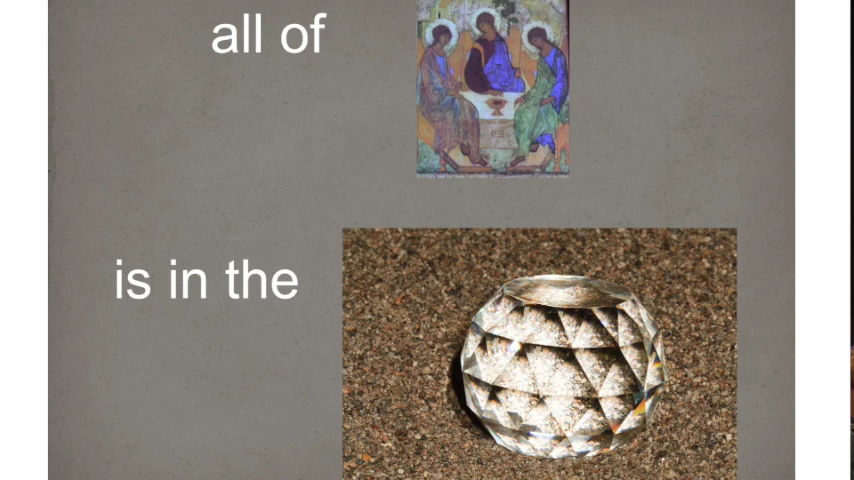 all of
is in the